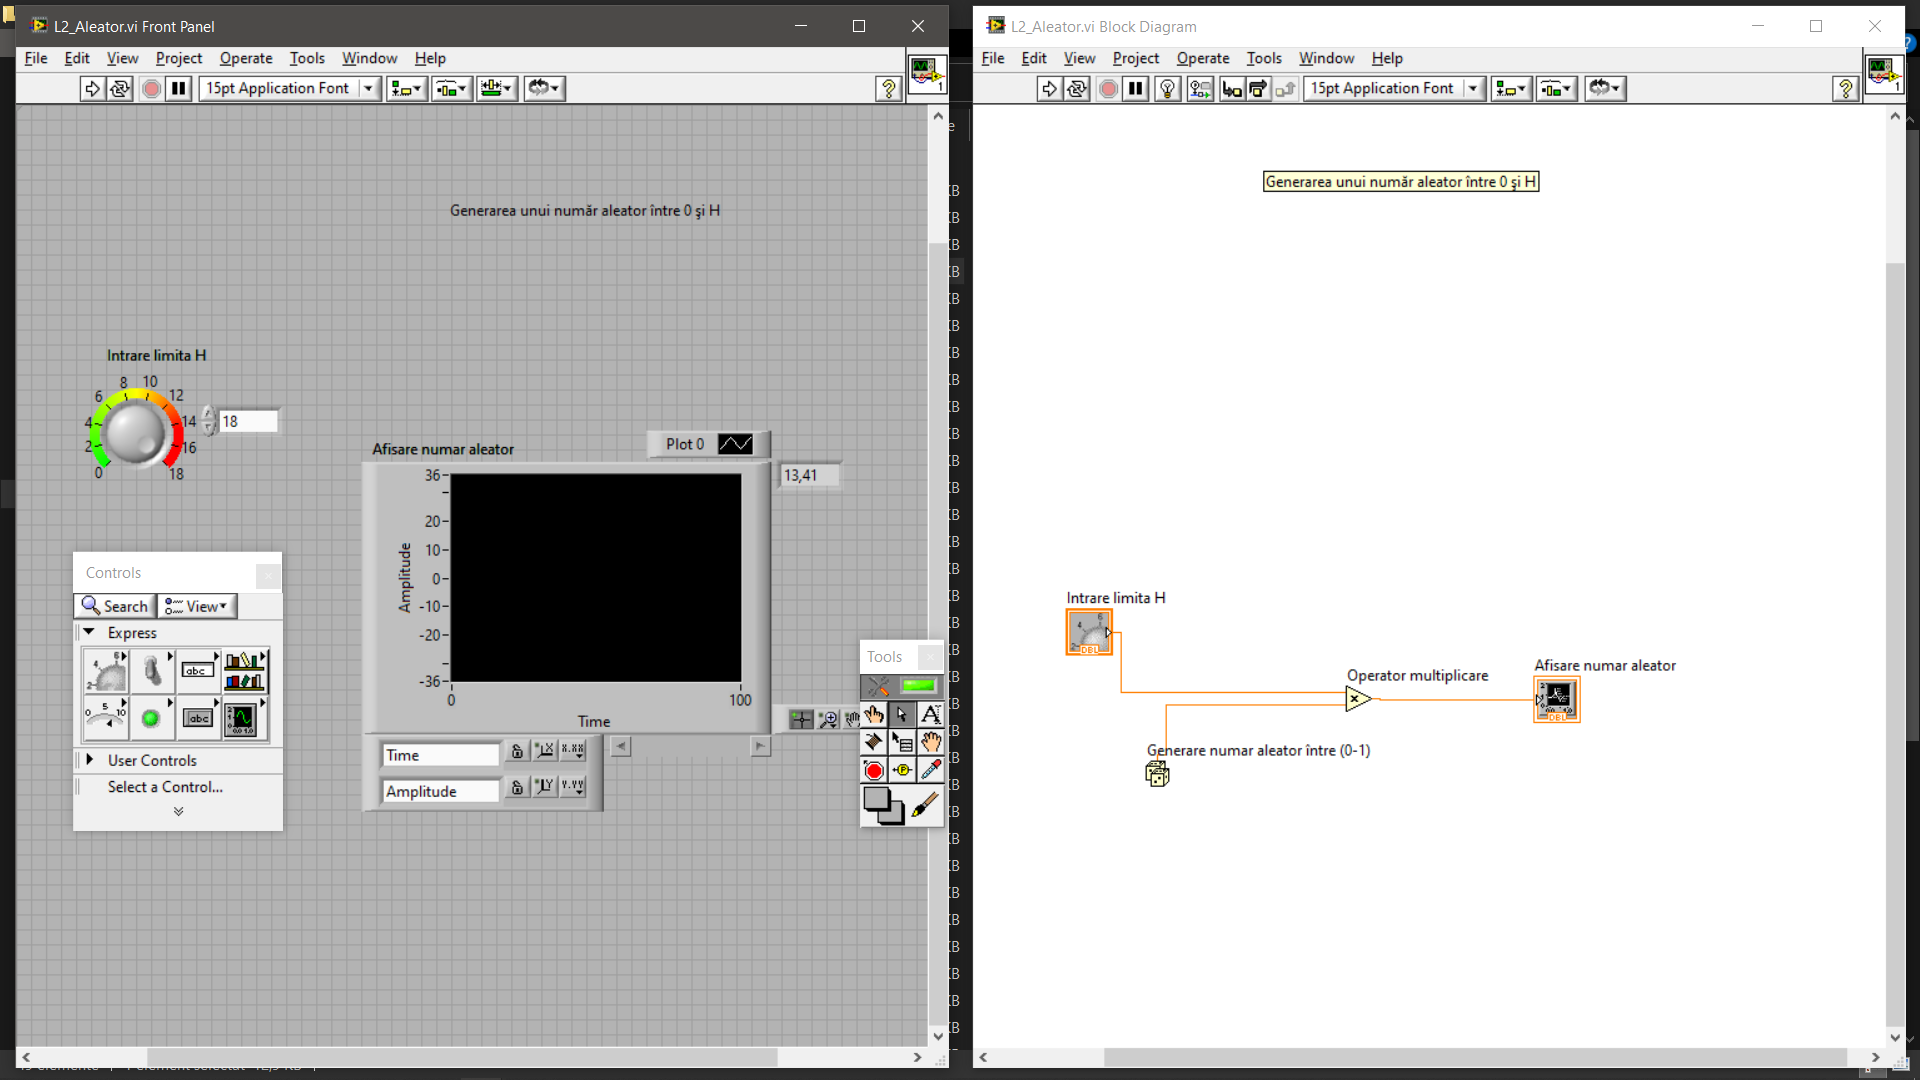 L2_Aleator.vi Front Panel
File Edit View Project Operate Tools Window Help
15pt Application Font
1
Generarea unui număr aleator între 0 şi H
Intrare limita H
0 2 4 6 8 10 12 14 16 18
18
Afisare numar aleator
Plot 0
13,41
36
20
10
0
-10
-20
-36
Amplitude
0 100
Time
Time
Amplitude
Controls
Search View
Express
User Controls
Select a Control...
Tools
L2_Aleator.vi Block Diagram
File Edit View Project Operate Tools Window Help
15pt Application Font
1
Generarea unui număr aleator între 0 şi H
Intrare limita H
DBL
Operator multiplicare
Afisare numar aleator
DBL
Generare numar aleator între (0-1)